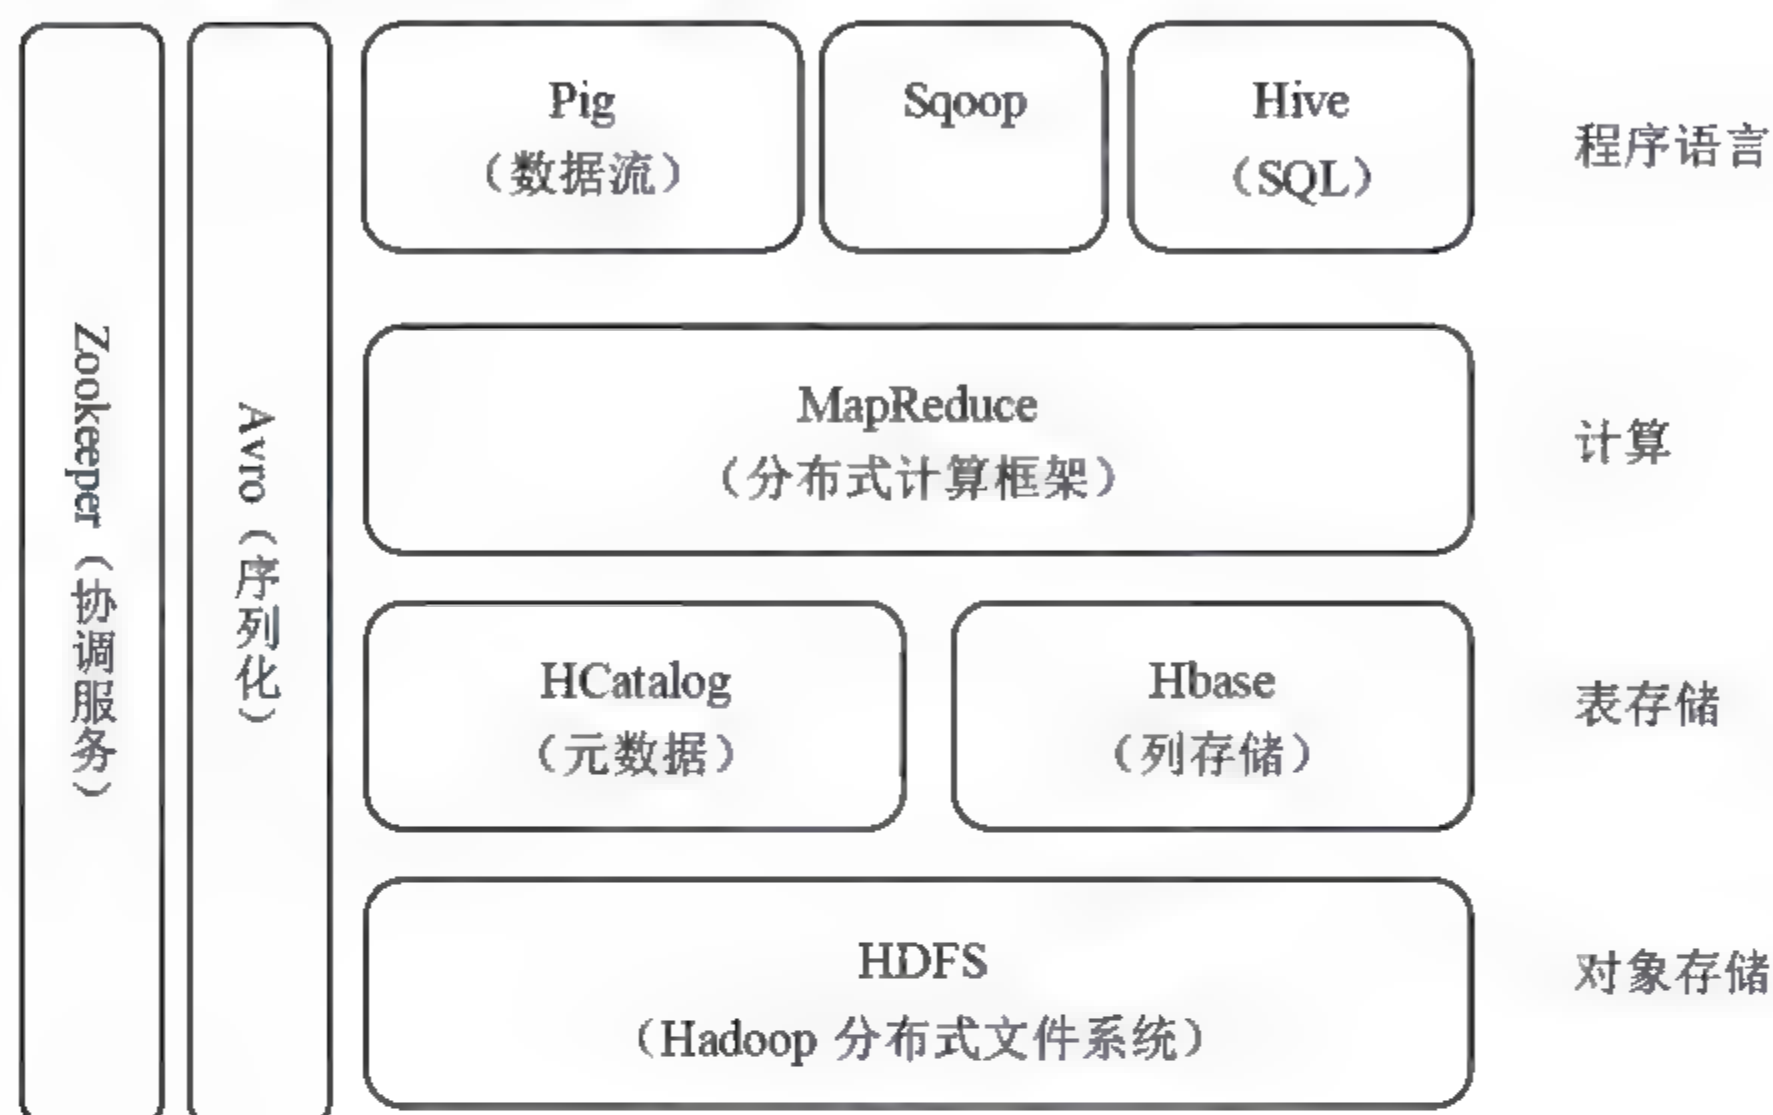 Zookeeper（协调服务）
Avro（序列化）
Pig
（数据流）
Sqoop
Hive
（SQL）
程序语言
MapReduce
（分布式计算框架）
计算
HCatalog
（元数据）
Hbase
（列存储）
表存储
HDFS
（Hadoop 分布式文件系统）
对象存储